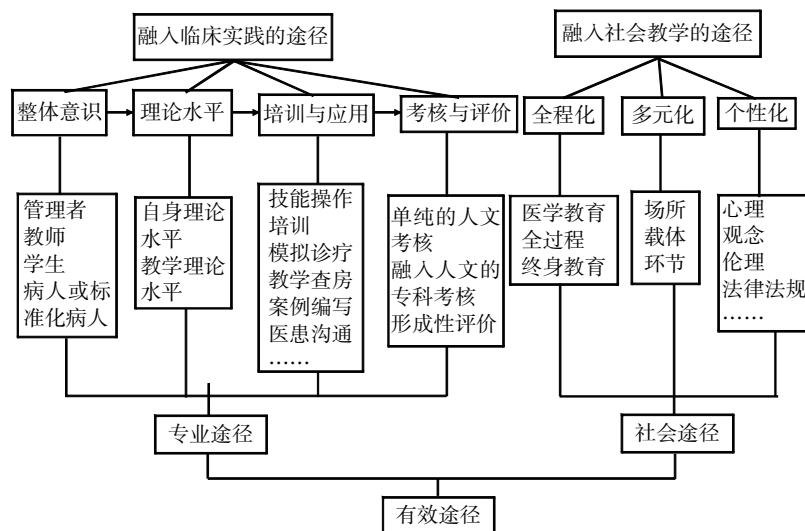 融入临床实践的途径
融入社会教学的途径
整体意识
理论水平
培训与应用
考核与评价
全程化
多元化
个性化
管理者
教师
学生
病人或标
准化病人
自身理论
水平
教学理论
水平
技能操作
培训
模拟诊疗
教学查房
案例编写
医患沟通
……
单纯的人文
考核
融入人文的
专科考核
形成性评价
医学教育
全过程
终身教育
场所
载体
环节
心理
观念
伦理
法律法规
……
专业途径
社会途径
有效途径